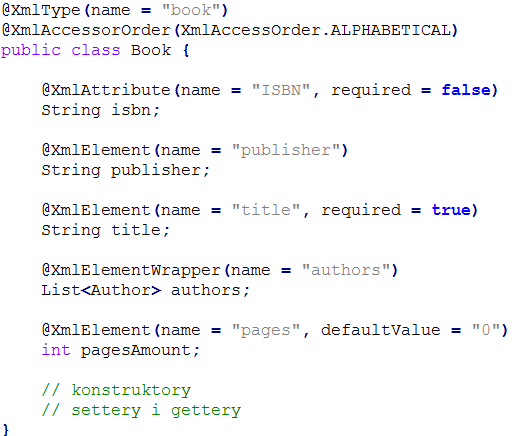 @XmlType(name = "book")
@XmlAccessorOrder(XmlAccessOrder.ALPHABETICAL)
public class Book {
@XmlAttribute(name = "ISBN", required = false)
String isbn;
@XmlElement(name = "publisher")
String publisher;
@XmlElement(name = "title", required = true)
String title;
@XmlElementWrapper(name = "authors")
List<Author> authors;
@XmlElement(name = "pages", defaultValue = "0")
int pagesAmount;
// konstruktory
// settery i gettery
}